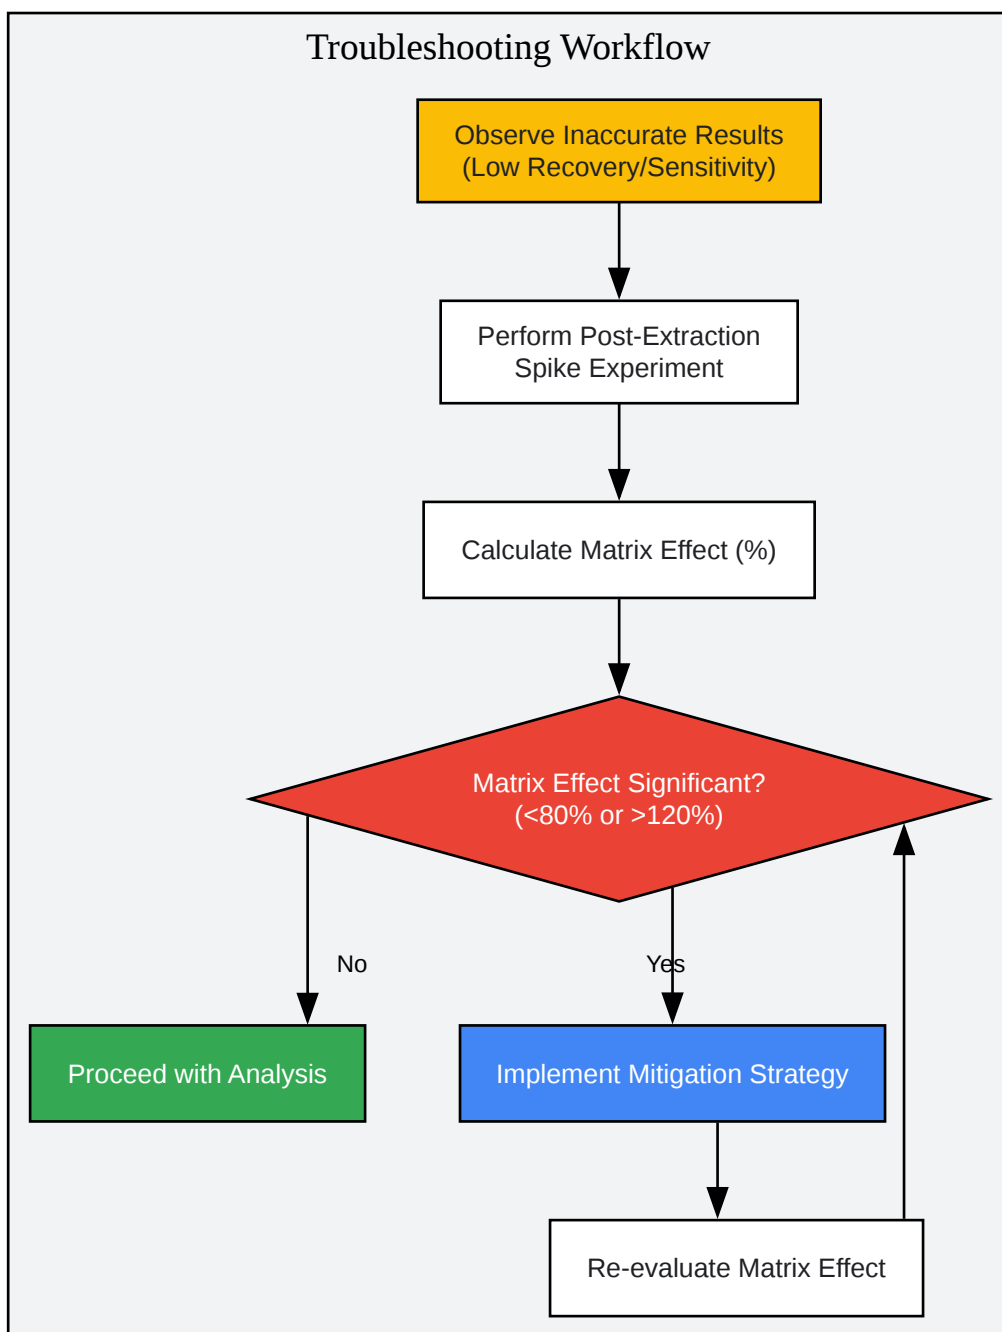 Troubleshooting Workflow
Observe Inaccurate Results
(Low Recovery/Sensitivity)
Perform Post-Extraction
Spike Experiment
Calculate Matrix Effect (%)
Matrix Effect Significant?
(<80% or >120%)
No
Yes
Proceed with Analysis
Implement Mitigation Strategy
Re-evaluate Matrix Effect